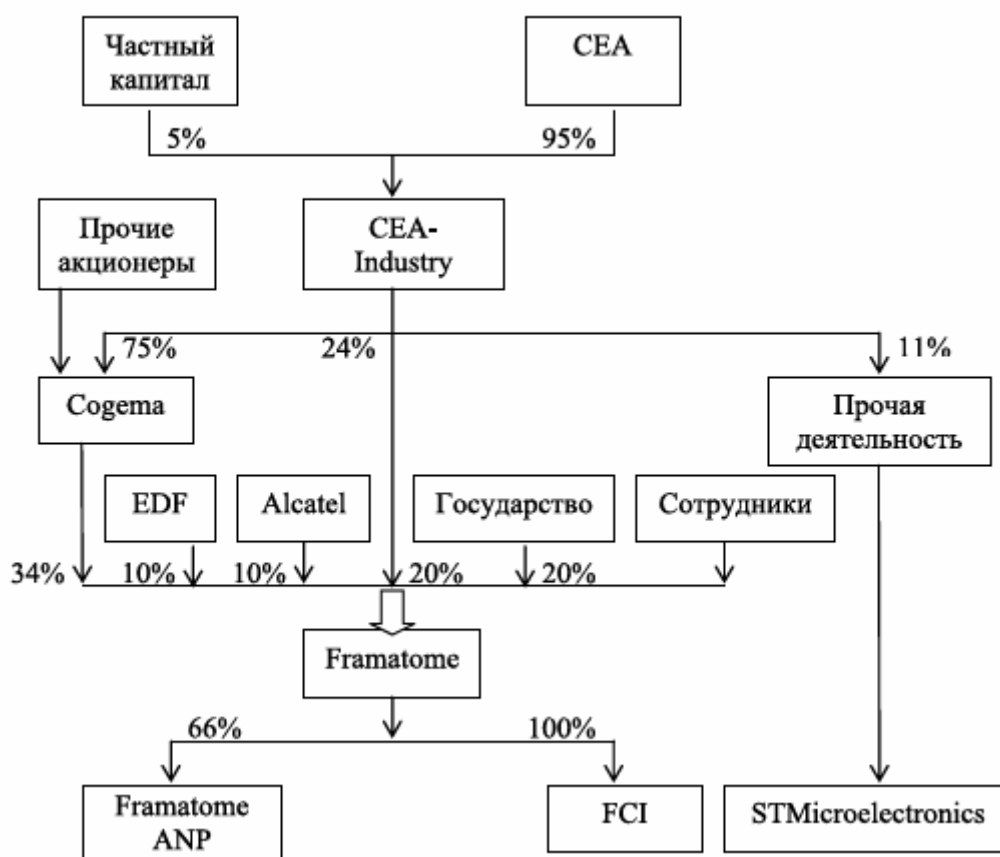 Частный
капитал
CEA
5%
95%
Прочие
акционеры
CEA-
Industry
75%
24%
11%
Cogema
Прочая
деятельность
EDF
Alcatel
Государство
Сотрудники
34%
10%
10%
20%
20%
Framatome
66%
100%
Framatome
ANP
FCI
STMicroelectronics